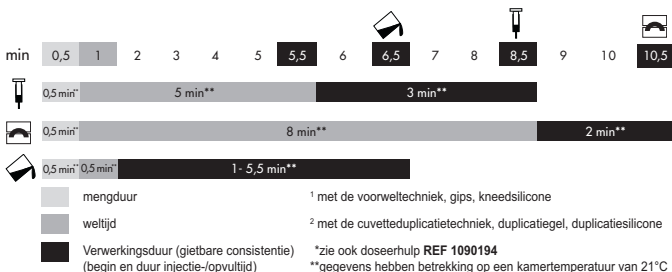 min 0,5 1 2 3 4 5 5,5 6 6,5 7 8 8,5 9 10 10,5
0,5 min** 5 min** 3 min**
0,5 min** 8 min** 2 min**
0,5 min** 0,5 min** 1- 5,5 min**
mengduur ¹ met de voorweltechniek, gips, kneedsilicone
weltijd ² met de cuvetteduplicatietechniek, duplicatiegel, duplicatiesilicone
Verwerkingsduur (gietbare consistentie) *zie ook doseerhulp REF 1090194
(begin en duur injectie-/opvultijd) **gegevens hebben betrekking op een kamertemperatuur van 21°C